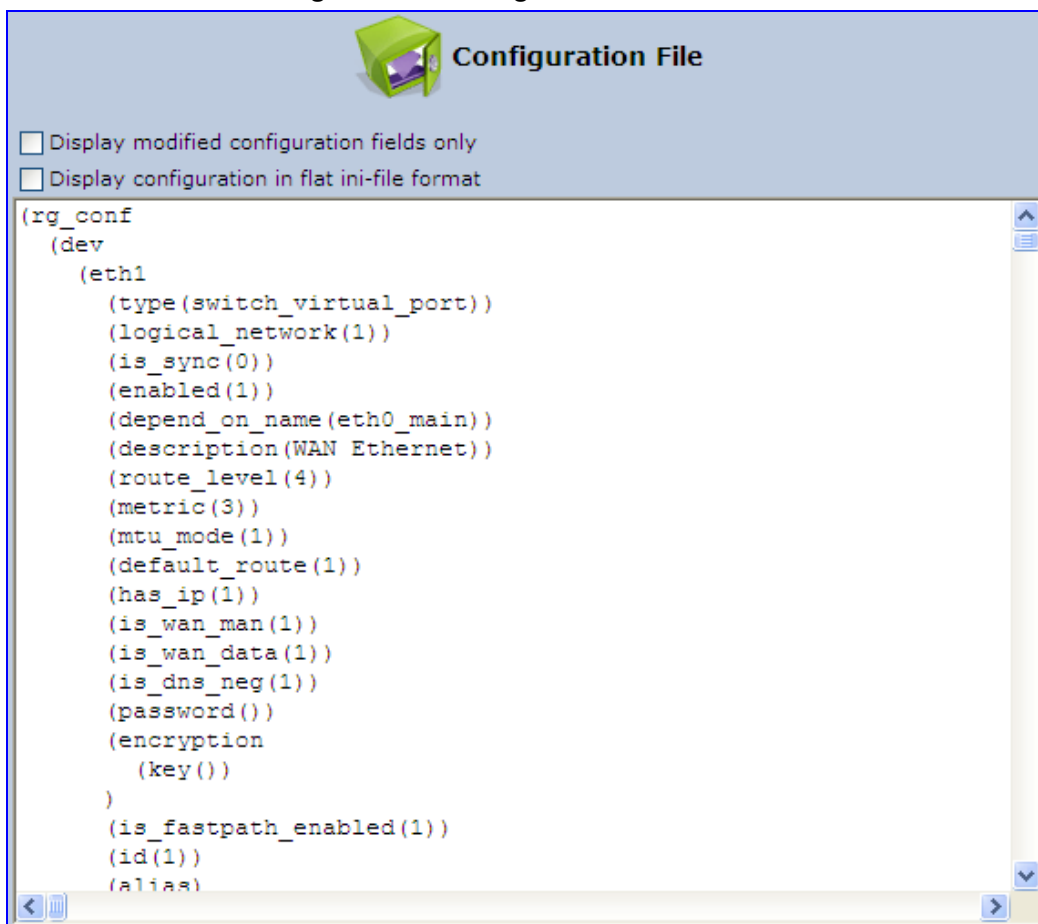 Configuration File
Display modified configuration fields only
Display configuration in flat ini-file format
(rg_conf
  (dev
    (eth1
      (type(switch_virtual_port))
      (logical_network(1))
      (is_sync(0))
      (enabled(1))
      (depend_on_name(eth0_main))
      (description(WAN Ethernet))
      (route_level(4))
      (metric(3))
      (mtu_mode(1))
      (default_route(1))
      (has_ip(1))
      (is_wan_man(1))
      (is_wan_data(1))
      (is_dns_neg(1))
      (password())
      (encryption
        (key())
      )
      (is_fastpath_enabled(1))
      (id(1))
      (alias)